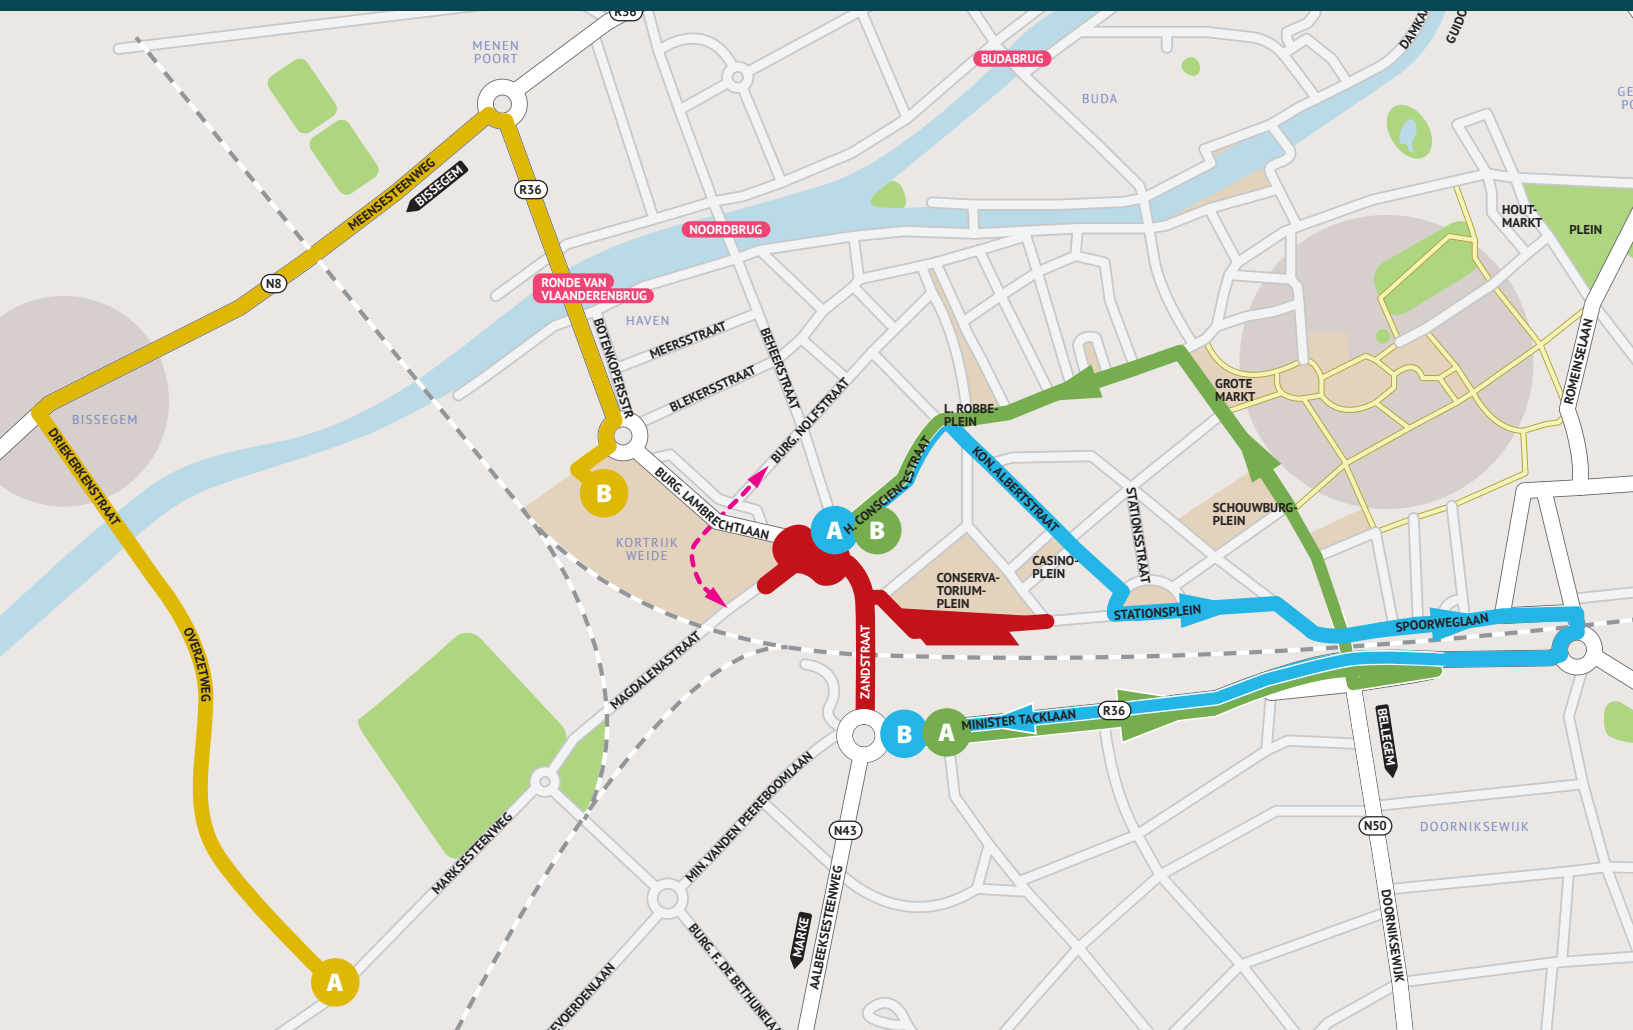 R36
MENEN
POORT
BUDABRUG
BUDA
MEENSESTEENWEG
BISSEGEM
R36
HOUT-
MARKT
PLEIN
NOORDBRUG
N8
RONDE VAN
VLAANDERENBRUG
HAVEN
BOTENKOPERSSTR
MEERSSTRAAT
BLEKERSSTRAAT
BEHEERSTRAAT
BURG. NOLFSTRAAT
ROMEINSELAAN
GROTE
MARKT
L. ROBBE-
PLEIN
BISSEGEM
DRIEKERKENSTRAAT
BURG. LAMBRECHTLAAN
H. CONSCIENCESTRAAT
KON. ALBERTSTRAAT
STATIONSSTRAAT
SCHOUWBURG-
PLEIN
B
A
B
KORTRIJK
WEIDE
CASINO-
PLEIN
CONSERVA-
TORIUM-
PLEIN
STATIONSPLEIN
SPOORWEGLAAN
OVERZETWEG
MAGDALENASTRAAT
ZANDSTRAAT
B
A
MINISTER TACKLAAN
R36
BELLEGEM
MARKSESTEENWEG
MIN. VANDEN PEEREBOOMLAAN
N43
N50
DOORNIKSEWIJK
AALBEEKSESTEENWEG
MARKE
DOORNIKSEWIJK
BURG. F. DE BETHUNELAA
A